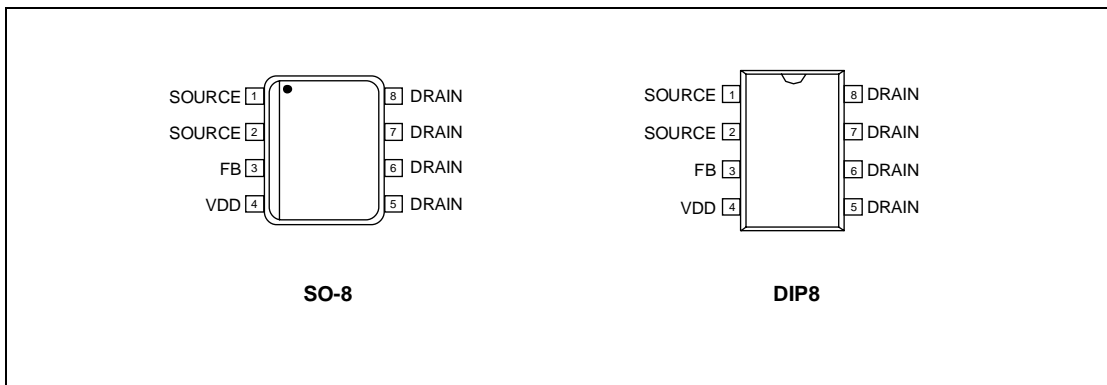 SOURCE 1
8 DRAIN
SOURCE 2
7 DRAIN
FB 3
6 DRAIN
VDD 4
5 DRAIN
SO-8
SOURCE 1
8 DRAIN
SOURCE 2
7 DRAIN
FB 3
6 DRAIN
VDD 4
5 DRAIN
DIP8